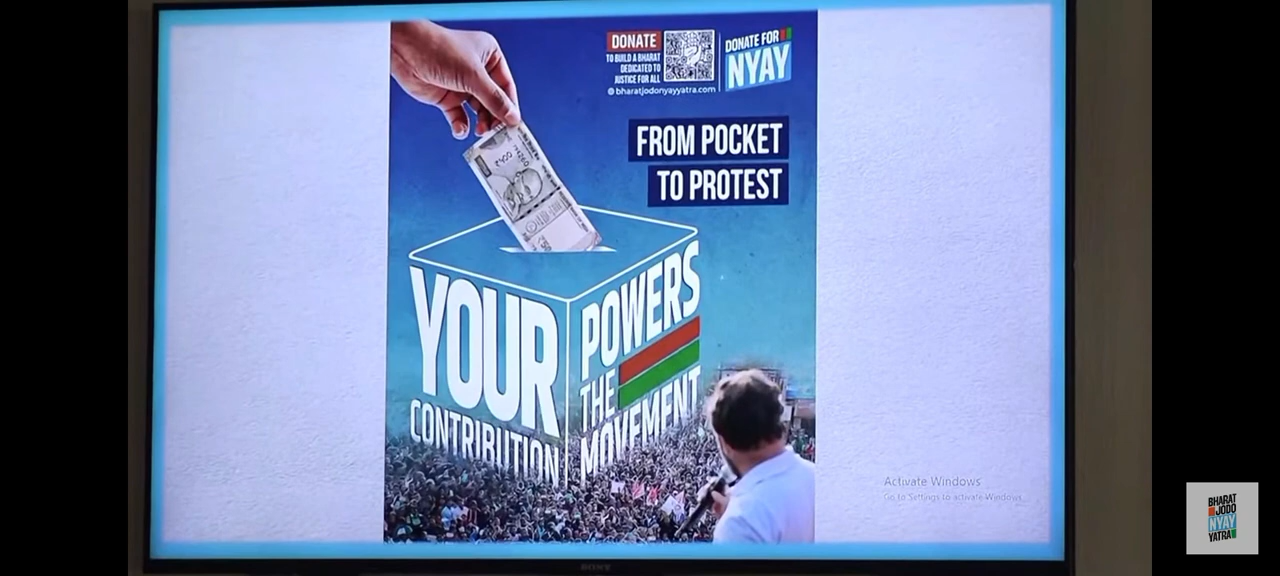 DONATE
TO BUILD A BHARAT
DEDICATED TO
JUSTICE FOR ALL
bharatjodonyayyatra.com
DONATE FOR
NYAY
FROM POCKET
TO PROTEST
₹500
YOUR
CONTRIBUTION
POWERS
THE
MOVEMENT
Activate Windows
Go to Settings to activate Windows.
SONY
BHARAT
JODO
NYAY
YATRA